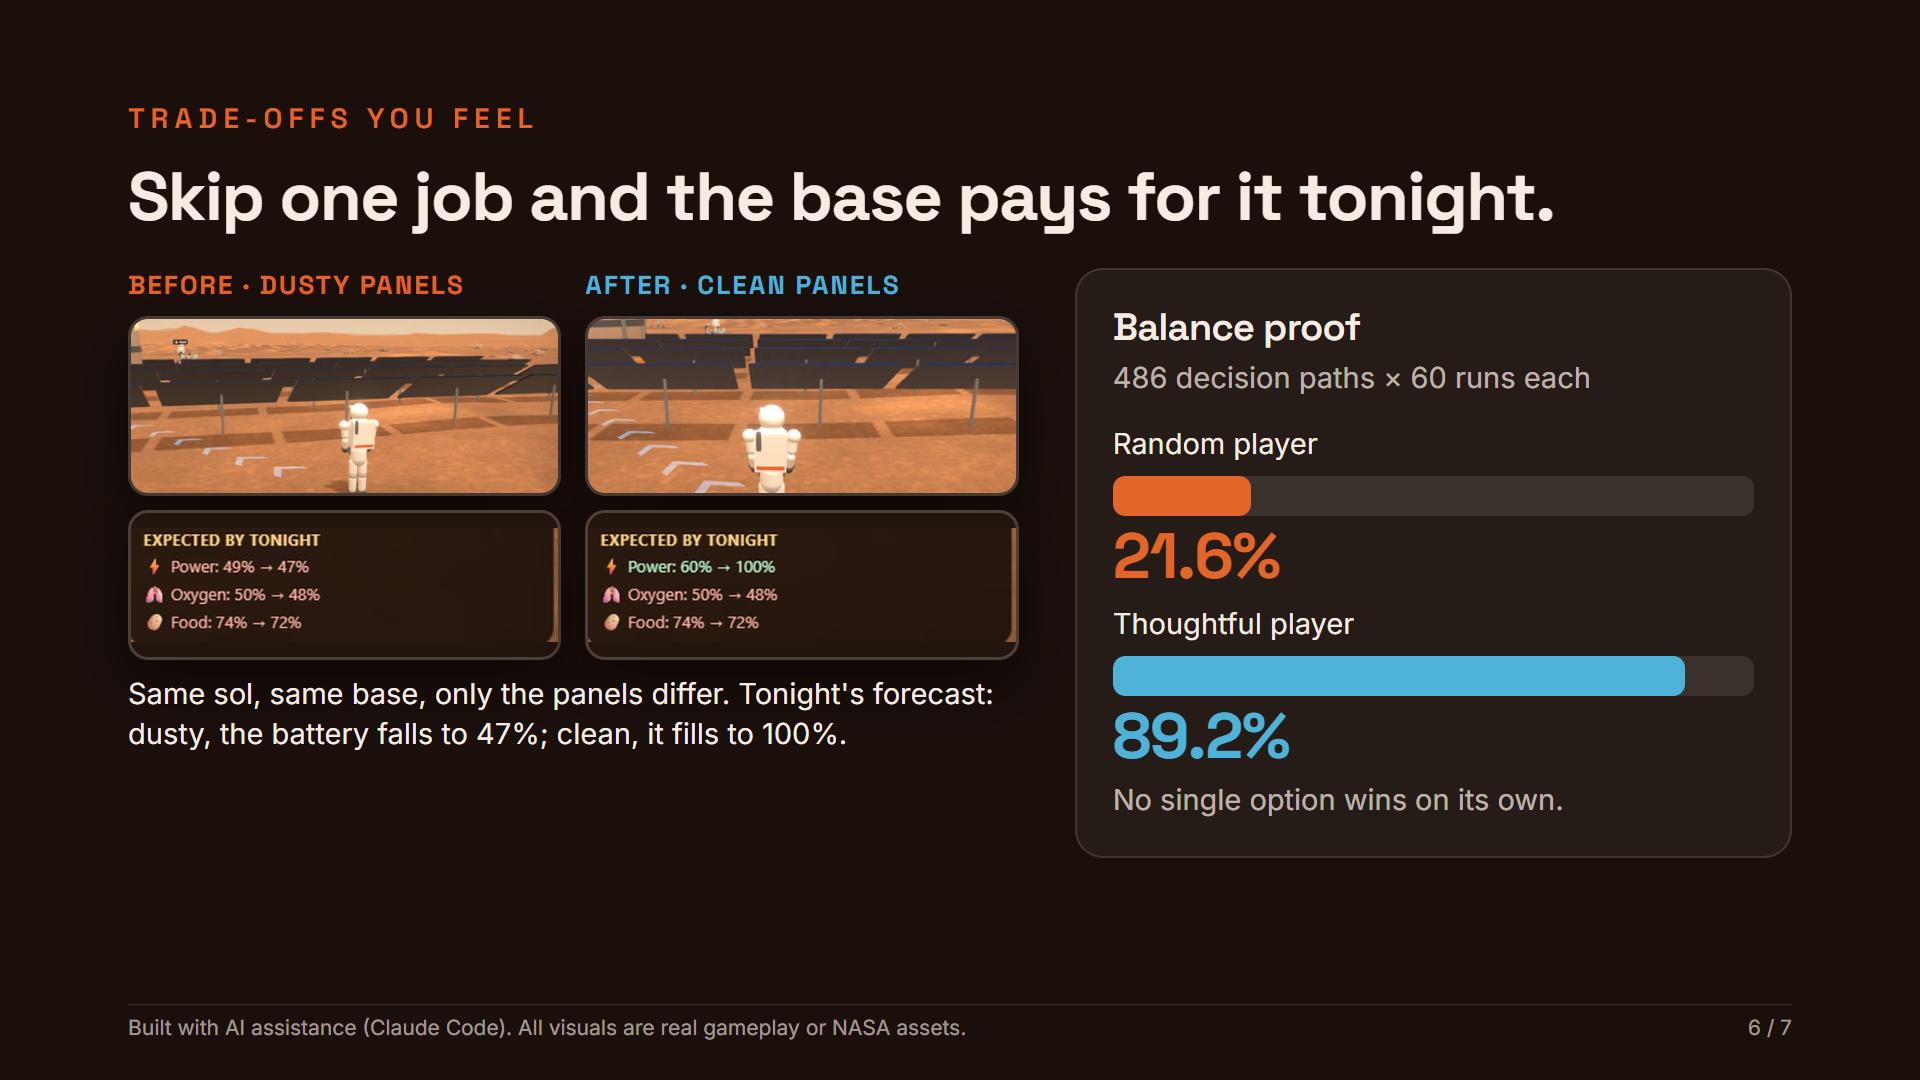 TRADE-OFFS YOU FEEL
Skip one job and the base pays for it tonight.
BEFORE · DUSTY PANELS
EXPECTED BY TONIGHT
Power: 49% → 47%
Oxygen: 50% → 48%
Food: 74% → 72%
AFTER · CLEAN PANELS
EXPECTED BY TONIGHT
Power: 60% → 100%
Oxygen: 50% → 48%
Food: 74% → 72%
Same sol, same base, only the panels differ. Tonight's forecast:
dusty, the battery falls to 47%; clean, it fills to 100%.
Balance proof
486 decision paths × 60 runs each
Random player
21.6%
Thoughtful player
89.2%
No single option wins on its own.
Built with AI assistance (Claude Code). All visuals are real gameplay or NASA assets.
6 / 7